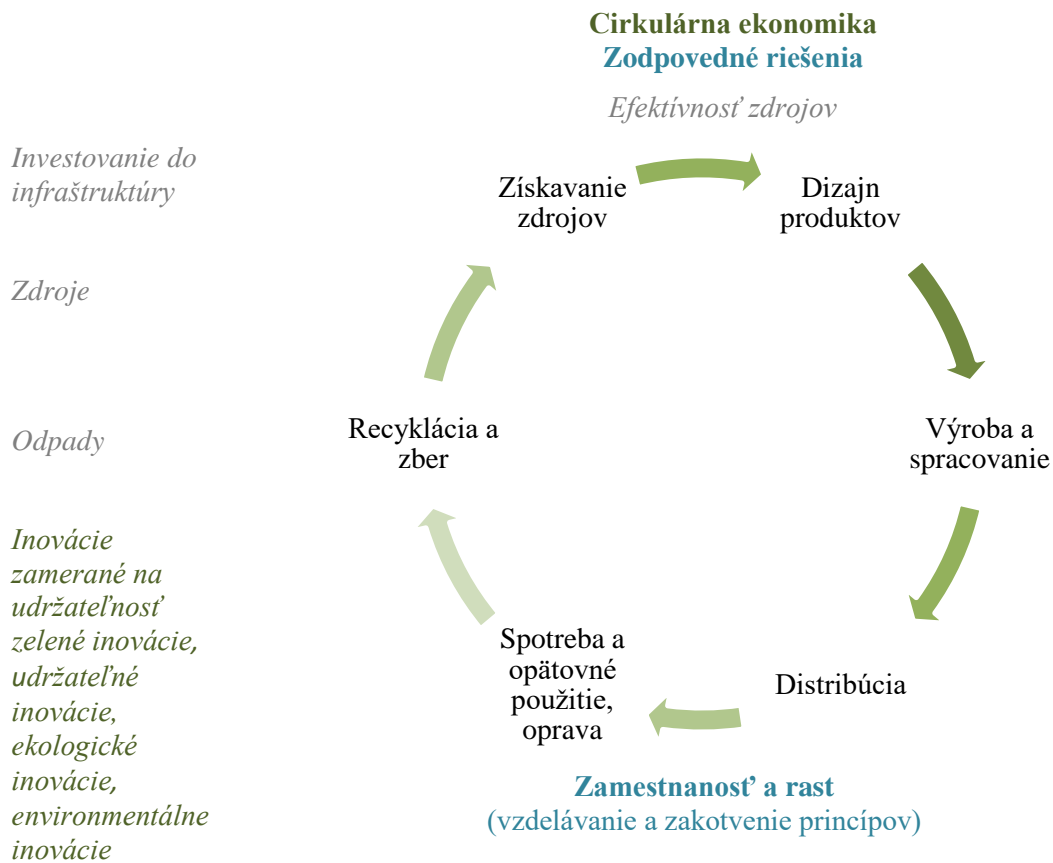 Cirkulárna ekonomika
Zodpovedné riešenia
Efektívnosť zdrojov
Investovanie do
infraštruktúry
Zdroje
Odpady
Inovácie
zamerané na
udržateľnosť
zelené inovácie,
udržateľné
inovácie,
ekologické
inovácie,
environmentálne
inovácie
Získavanie
zdrojov
Dizajn
produktov
Výroba a
spracovanie
Distribúcia
Spotreba a
opätovné
použitie,
oprava
Recyklácia a
zber
Zamestnanosť a rast
(vzdelávanie a zakotvenie princípov)